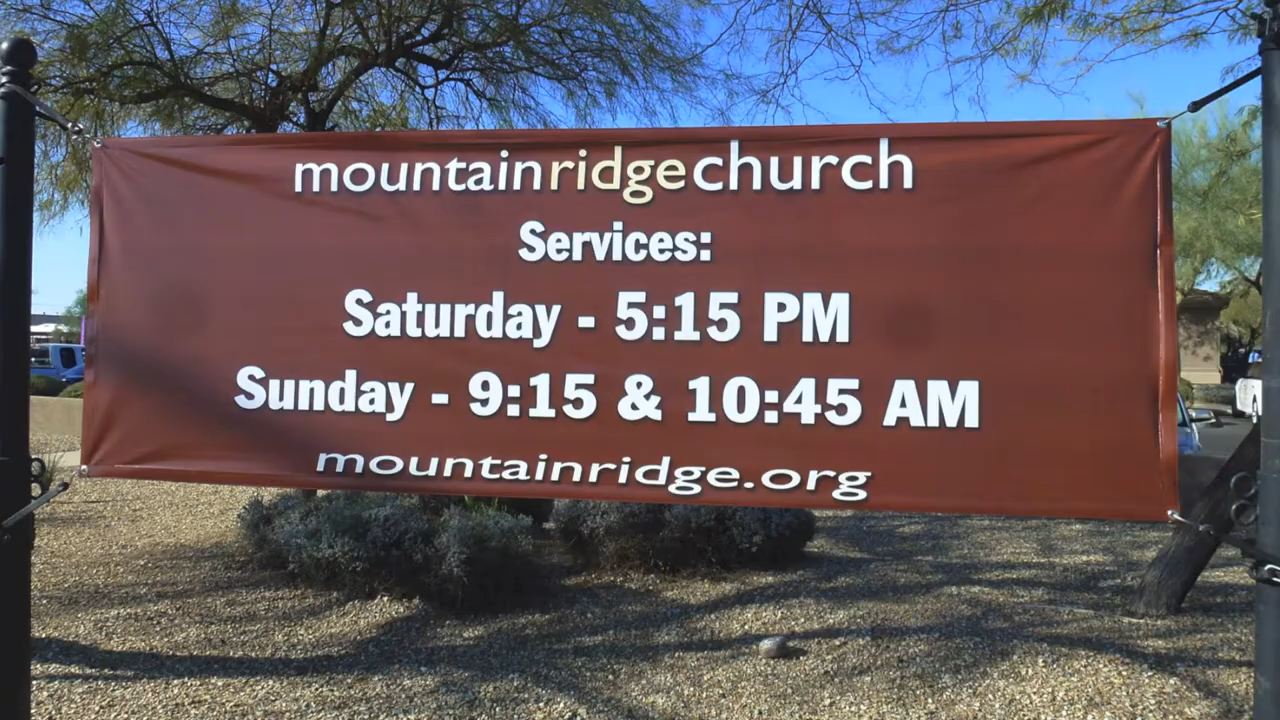 mountainridgechurch
Services:
Saturday - 5:15 PM
Sunday - 9:15 & 10:45 AM
mountainridge.org